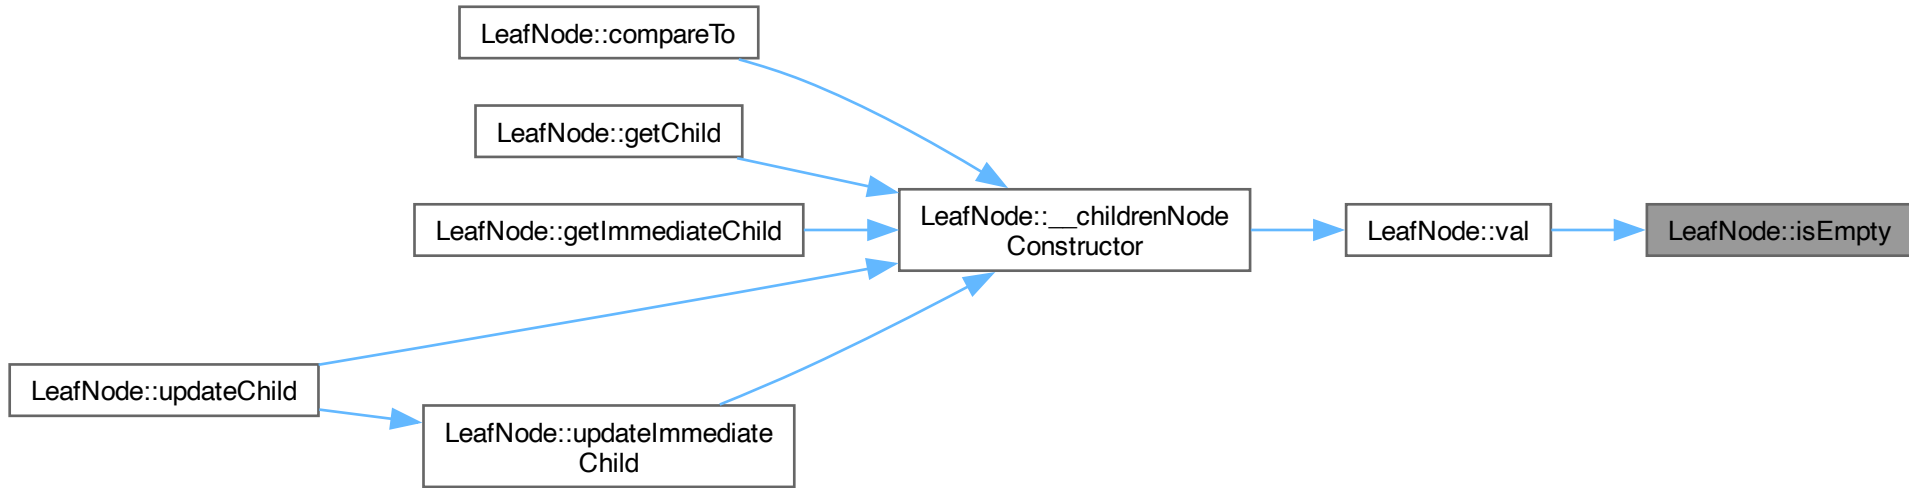 LeafNode::compareTo
LeafNode::getChild
LeafNode::getImmediateChild
LeafNode::__childrenNode
Constructor
LeafNode::val
LeafNode::isEmpty
LeafNode::updateChild
LeafNode::updateImmediate
Child